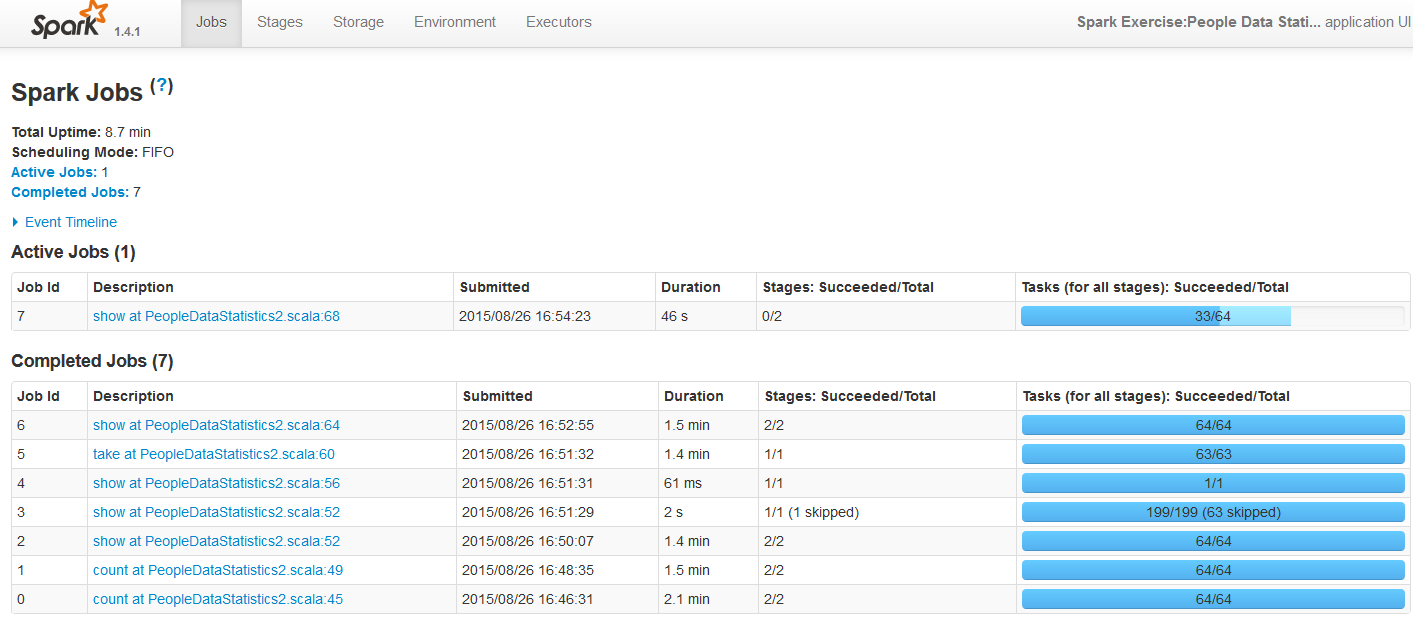 Spark 1.4.1 Jobs Stages Storage Environment Executors Spark Exercise:People Data Stati... application UI
Spark Jobs (?)
Total Uptime: 8.7 min
Scheduling Mode: FIFO
Active Jobs: 1
Completed Jobs: 7
Event Timeline
Active Jobs (1)
Job Id Description Submitted Duration Stages: Succeeded/Total Tasks (for all stages): Succeeded/Total
7 show at PeopleDataStatistics2.scala:68 2015/08/26 16:54:23 46 s 0/2 33/64
Completed Jobs (7)
Job Id Description Submitted Duration Stages: Succeeded/Total Tasks (for all stages): Succeeded/Total
6 show at PeopleDataStatistics2.scala:64 2015/08/26 16:52:55 1.5 min 2/2 64/64
5 take at PeopleDataStatistics2.scala:60 2015/08/26 16:51:32 1.4 min 1/1 63/63
4 show at PeopleDataStatistics2.scala:56 2015/08/26 16:51:31 61 ms 1/1 1/1
3 show at PeopleDataStatistics2.scala:52 2015/08/26 16:51:29 2 s 1/1 (1 skipped) 199/199 (63 skipped)
2 show at PeopleDataStatistics2.scala:52 2015/08/26 16:50:07 1.4 min 2/2 64/64
1 count at PeopleDataStatistics2.scala:49 2015/08/26 16:48:35 1.5 min 2/2 64/64
0 count at PeopleDataStatistics2.scala:45 2015/08/26 16:46:31 2.1 min 2/2 64/64